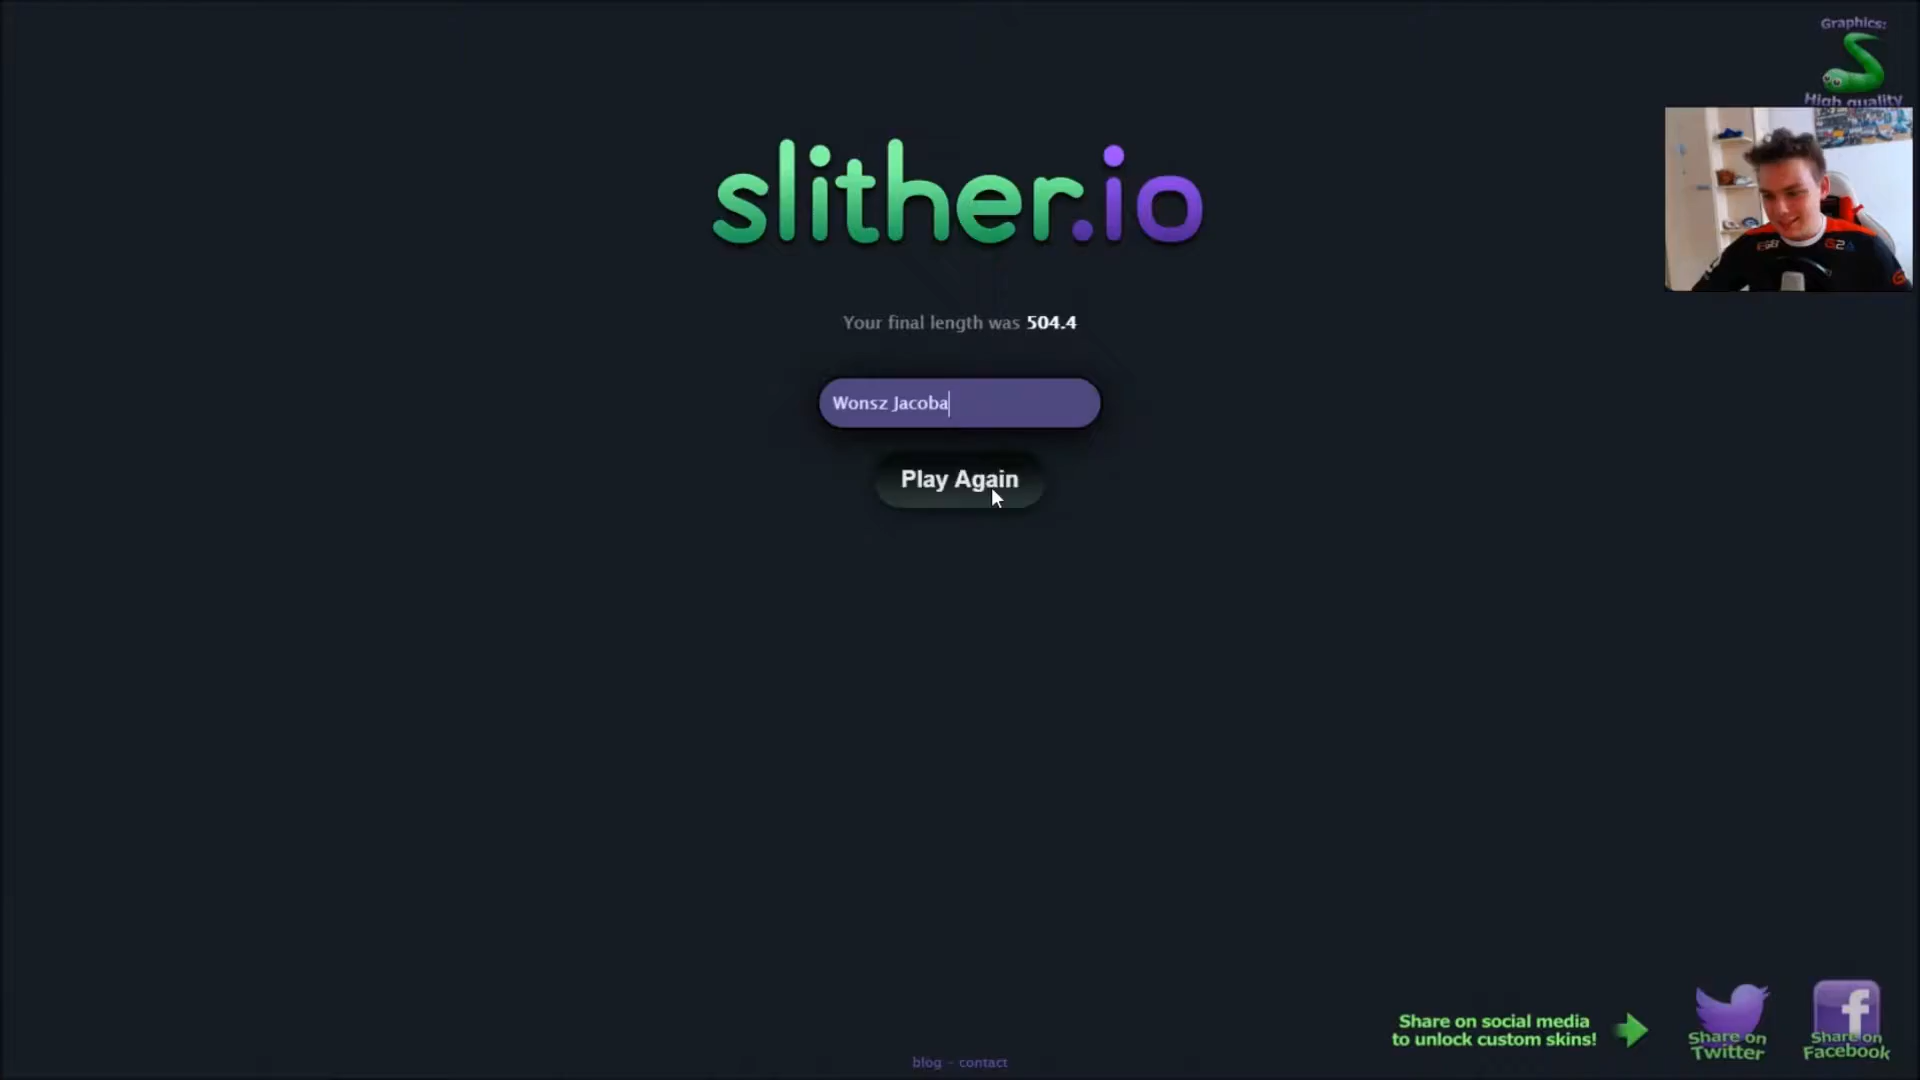 Graphics:
High quality
slither.io
Your final length was 504.4
Wonsz Jacoba
Play Again
Share on social media
to unlock custom skins!
Share on
Twitter
Share on
Facebook
blog - contact